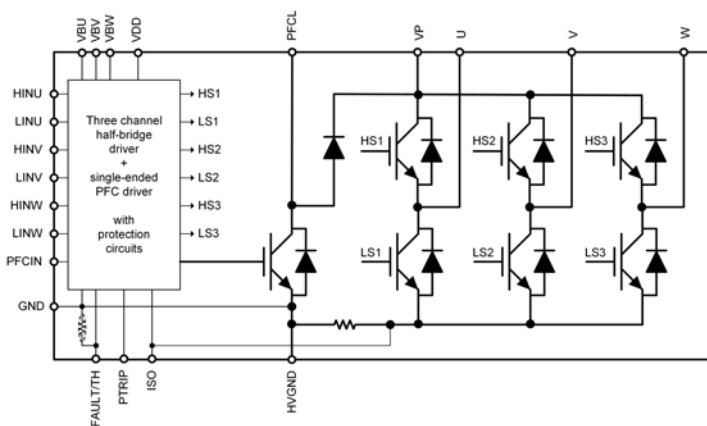 VBU
VBV
VBW
VDD
PFCL
VP
U
V
W
HINU
LINU
HINV
LINV
HINW
LINW
PFCIN
GND
Three channel
half-bridge
driver
+
single-ended
PFC driver
with
protection
circuits
HS1
LS1
HS2
LS2
HS3
LS3
HS1
HS2
HS3
LS1
LS2
LS3
FAULT/TH
PTRIP
ISO
HVGND